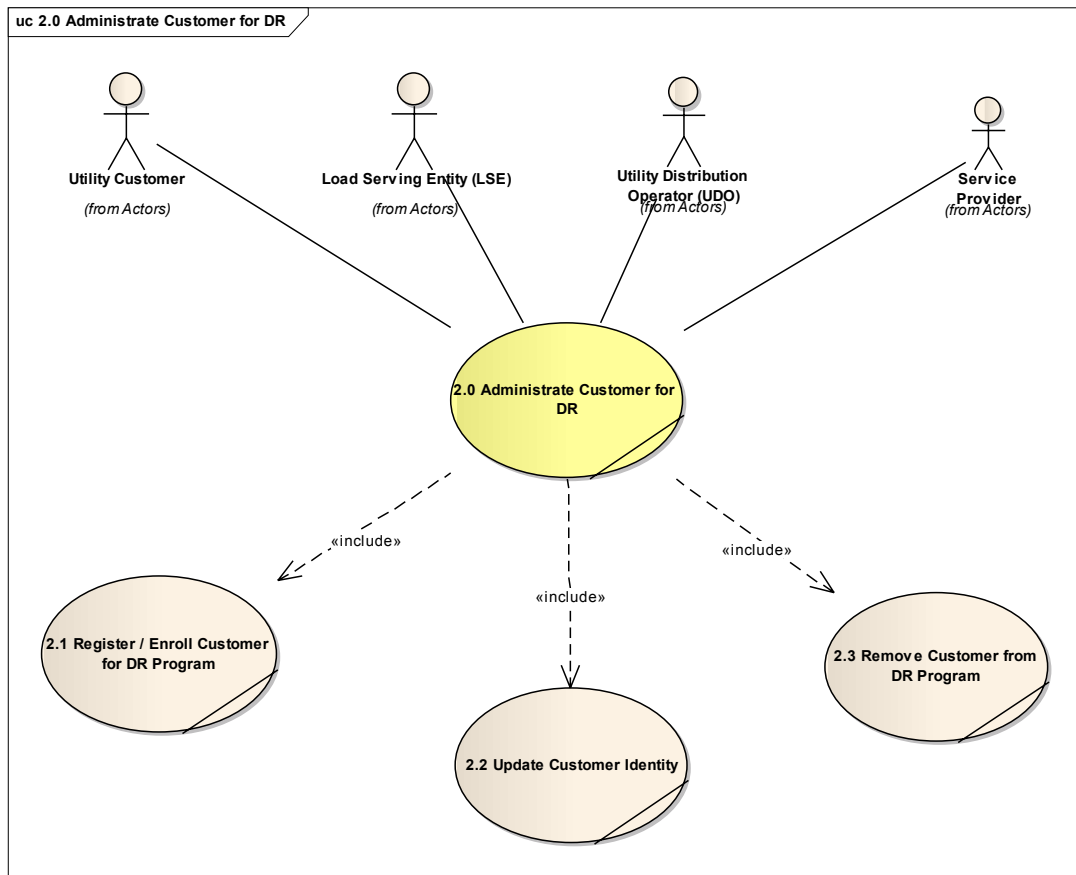 uc 2.0 Administrate Customer for DR
Utility Customer
(from Actors)
Load Serving Entity (LSE)
(from Actors)
Utility Distribution
Operator (UDO)
(from Actors)
Service
Provider
(from Actors)
2.0 Administrate Customer for
DR
«include»
«include»
«include»
2.1 Register / Enroll Customer
for DR Program
2.2 Update Customer Identity
2.3 Remove Customer from
DR Program